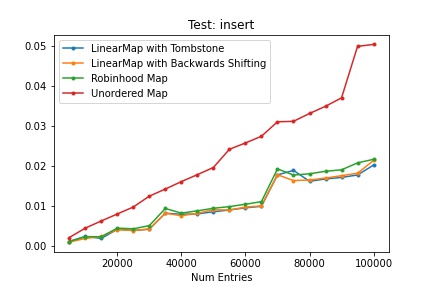 Test: insert
LinearMap with Tombstone
LinearMap with Backwards Shifting
Robinhood Map
Unordered Map
0.05
0.04
0.03
0.02
0.01
0.00
20000 40000 60000 80000 100000
Num Entries